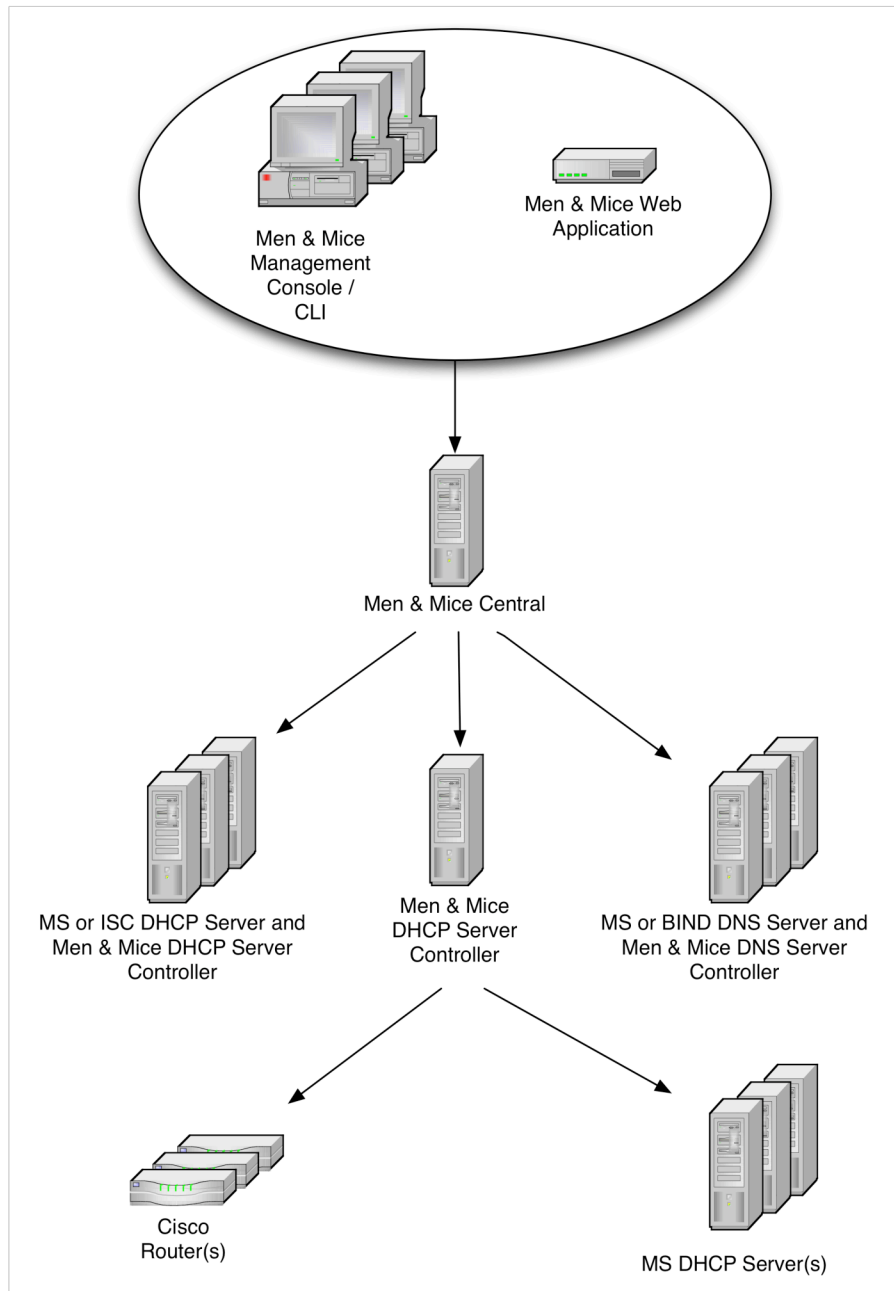 Men & Mice
Management
Console /
CLI
Men & Mice Web
Application
Men & Mice Central
MS or ISC DHCP Server and
Men & Mice DHCP Server
Controller
Men & Mice
DHCP Server
Controller
MS or BIND DNS Server and
Men & Mice DNS Server
Controller
Cisco
Router(s)
MS DHCP Server(s)